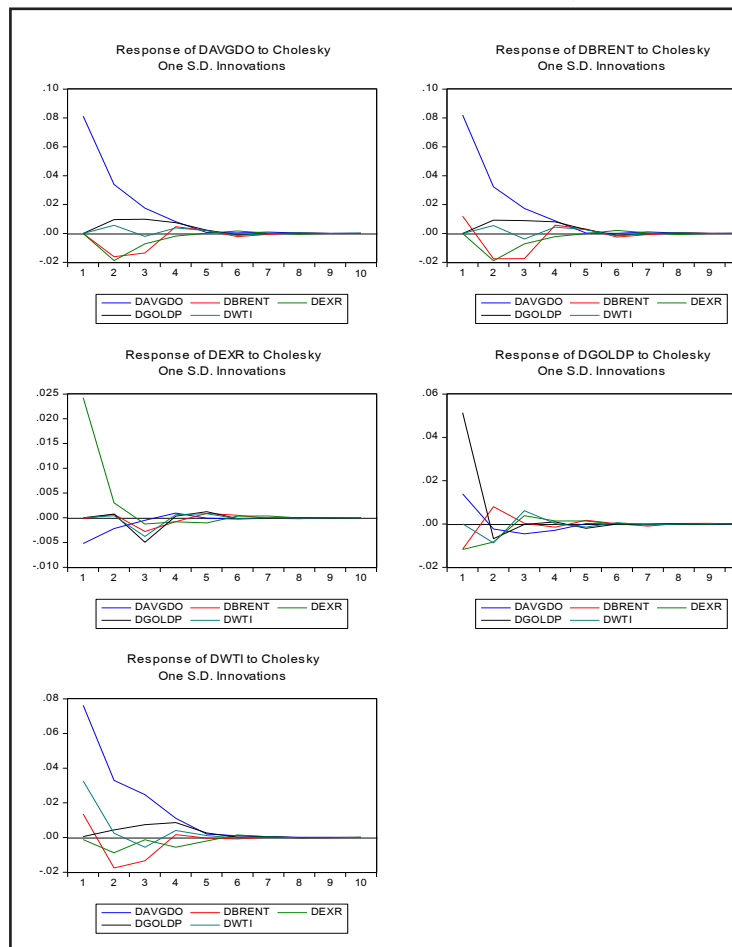 Response of DAVGDO to Cholesky
One S.D. Innovations
.10
.08
.06
.04
.02
.00
-.02
1 2 3 4 5 6 7 8 9 10
DAVGDO DBRENT DEXR
DGOLDP DWTI
Response of DBRENT to Cholesky
One S.D. Innovations
.10
.08
.06
.04
.02
.00
-.02
1 2 3 4 5 6 7 8 9
DAVGDO DBRENT DEXR
DGOLDP DWTI
Response of DEXR to Cholesky
One S.D. Innovations
.025
.020
.015
.010
.005
.000
-.005
-.010
1 2 3 4 5 6 7 8 9 10
DAVGDO DBRENT DEXR
DGOLDP DWTI
Response of DGOLDP to Cholesky
One S.D. Innovations
.06
.04
.02
.00
-.02
1 2 3 4 5 6 7 8 9
DAVGDO DBRENT DEXR
DGOLDP DWTI
Response of DWTI to Cholesky
One S.D. Innovations
.08
.06
.04
.02
.00
-.02
1 2 3 4 5 6 7 8 9 10
DAVGDO DBRENT DEXR
DGOLDP DWTI